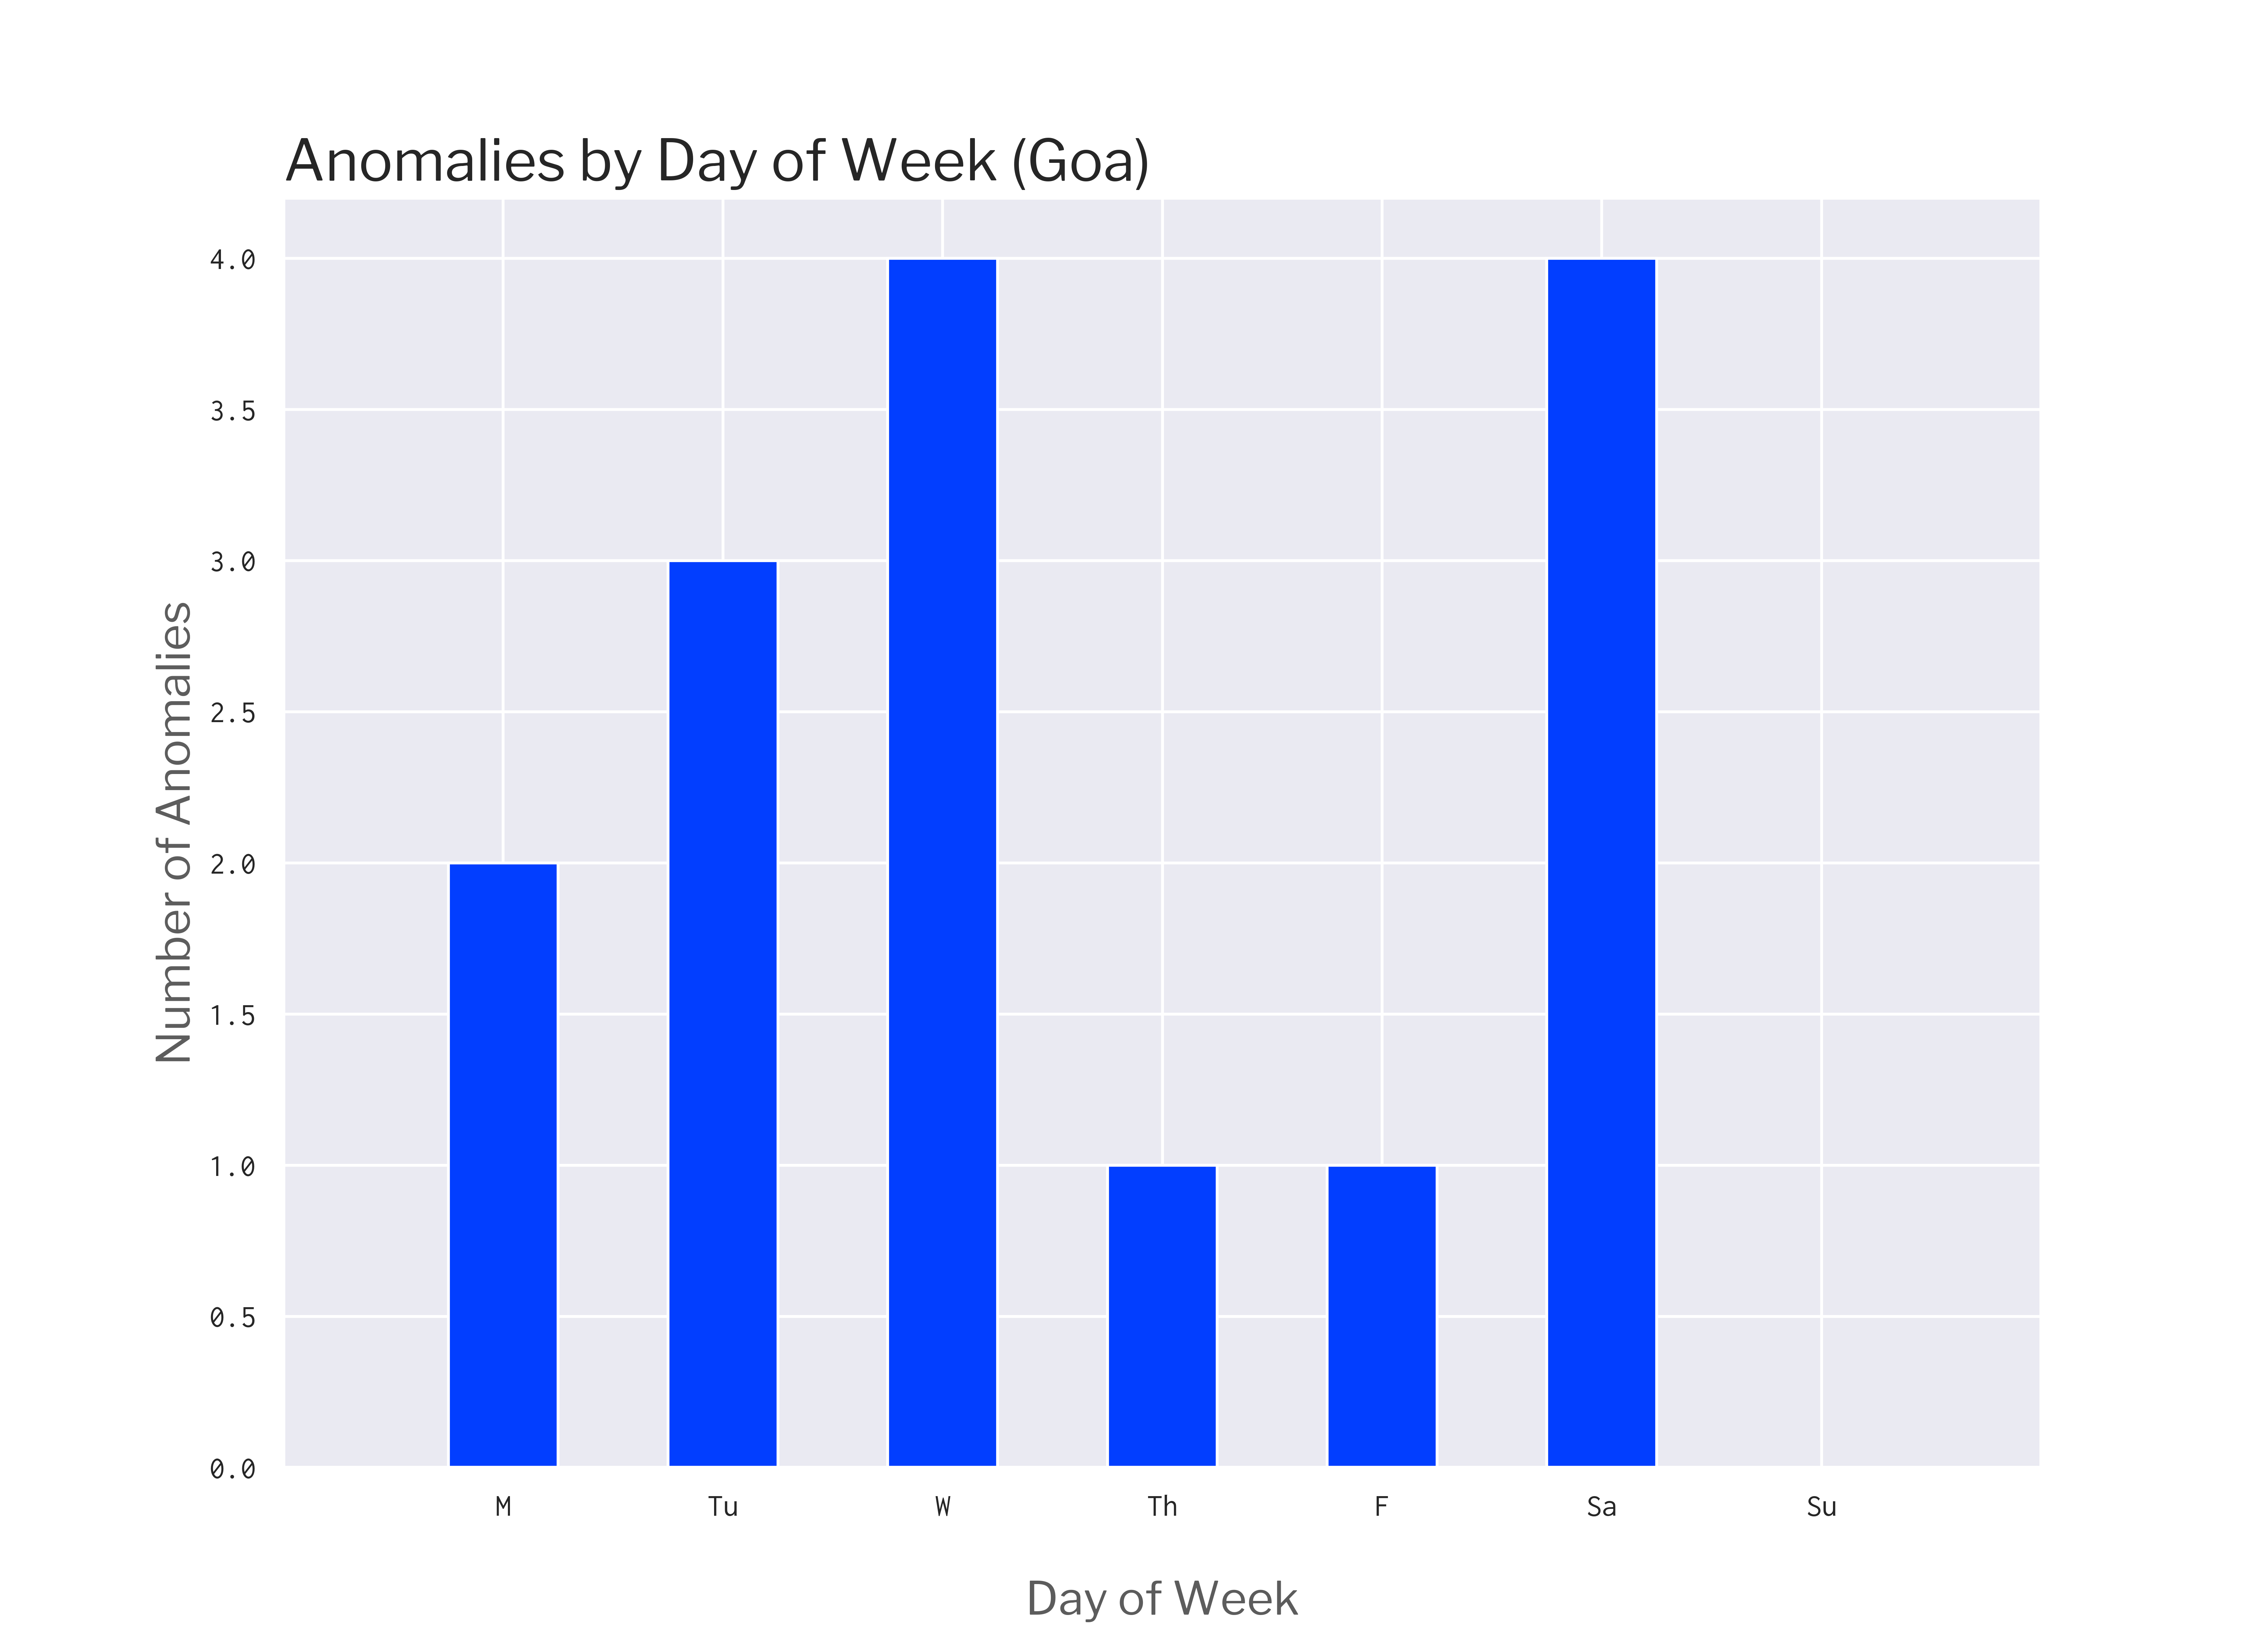 Anomalies by Day of Week (Goa)
4.0
3.5
3.0
2.5
2.0
1.5
1.0
0.5
0.0
Number of Anomalies
M Tu W Th F Sa Su
Day of Week